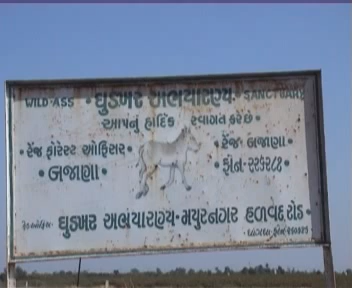 WILD-ASS • ઘુડખર અભયારણ્ય • SANCTUARY
આપનું હાર્દિક સ્વાગત કરે છે •
• રેંજ ફોરેસ્ટ ઓફિસર • રેંજ બજાણા •
• બજાણા • • ફોન-૨૨૬૨૮૮ •
ઘુડખર અભયારણ્ય • મયુરનગર હળવદ રોડ •